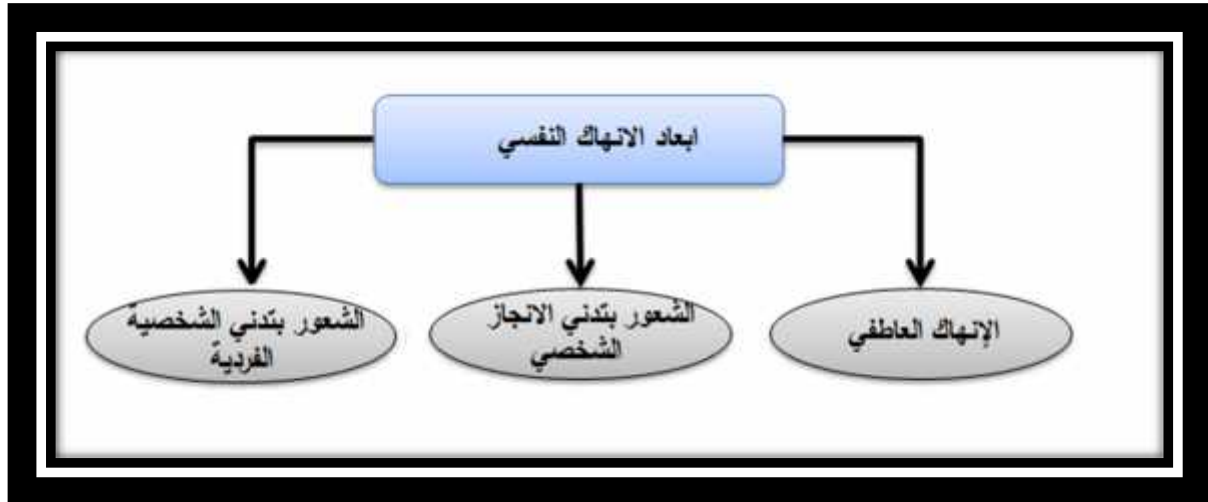 ابعاد الانهاك النفسي
الإنهاك العاطفي
الشعور بتدني الانجاز
الشخصي
الشعور بتدني الشخصية
الفردية